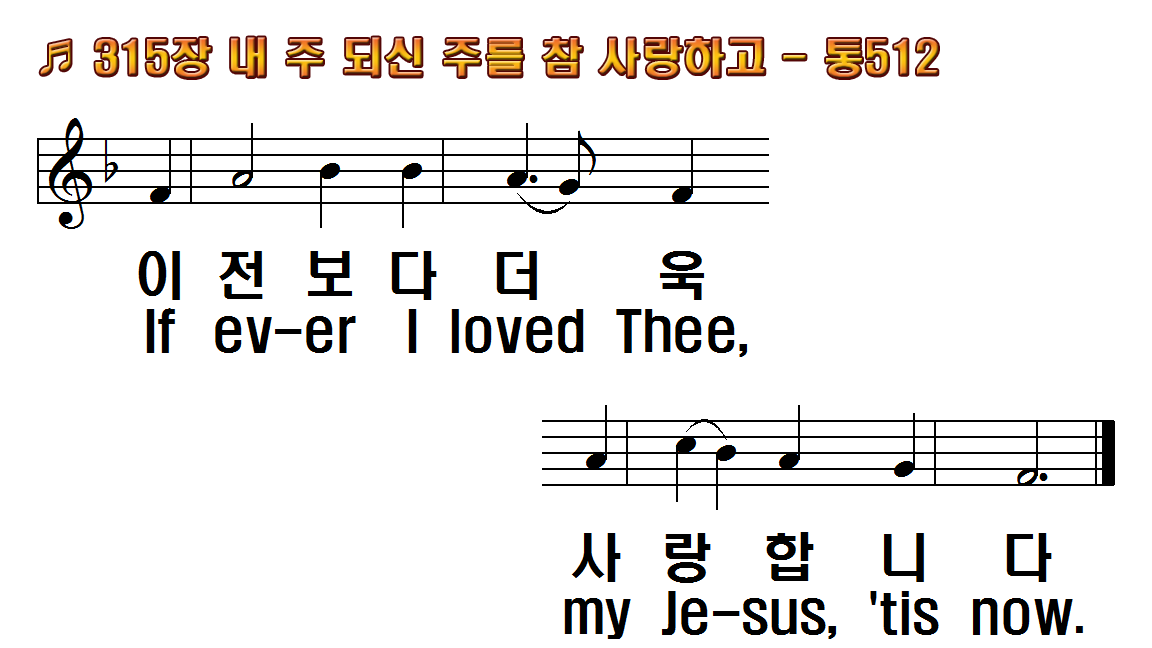 ♬ 315장 내 주 되신 주를 참 사랑하고 - 통512
이 전 보 다 더 욱
If ev-er I loved Thee,
사 랑 합 니 다
my Je-sus, 'tis now.